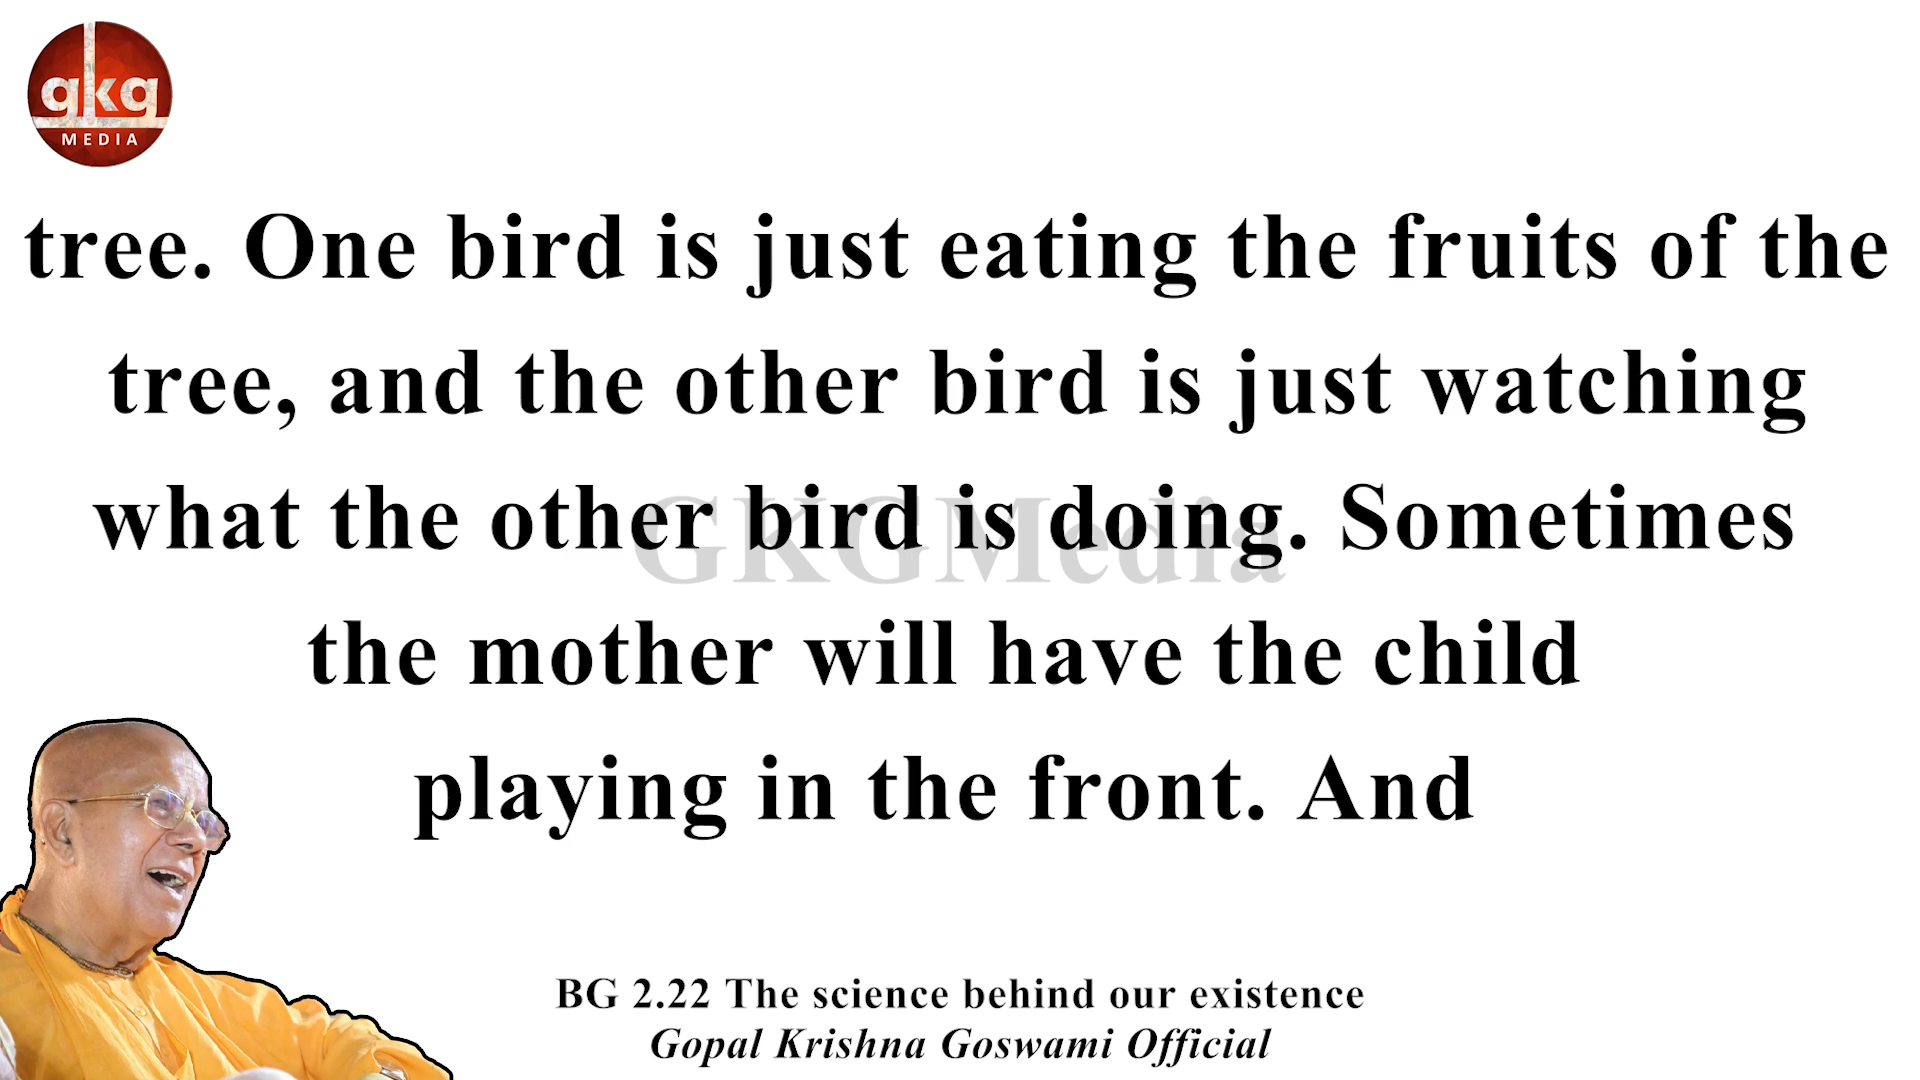 gkg
MEDIA
tree. One bird is just eating the fruits of the
tree, and the other bird is just watching
what the other bird is doing. Sometimes
the mother will have the child
playing in the front. And
GKGMedia
BG 2.22 The science behind our existence
Gopal Krishna Goswami Official